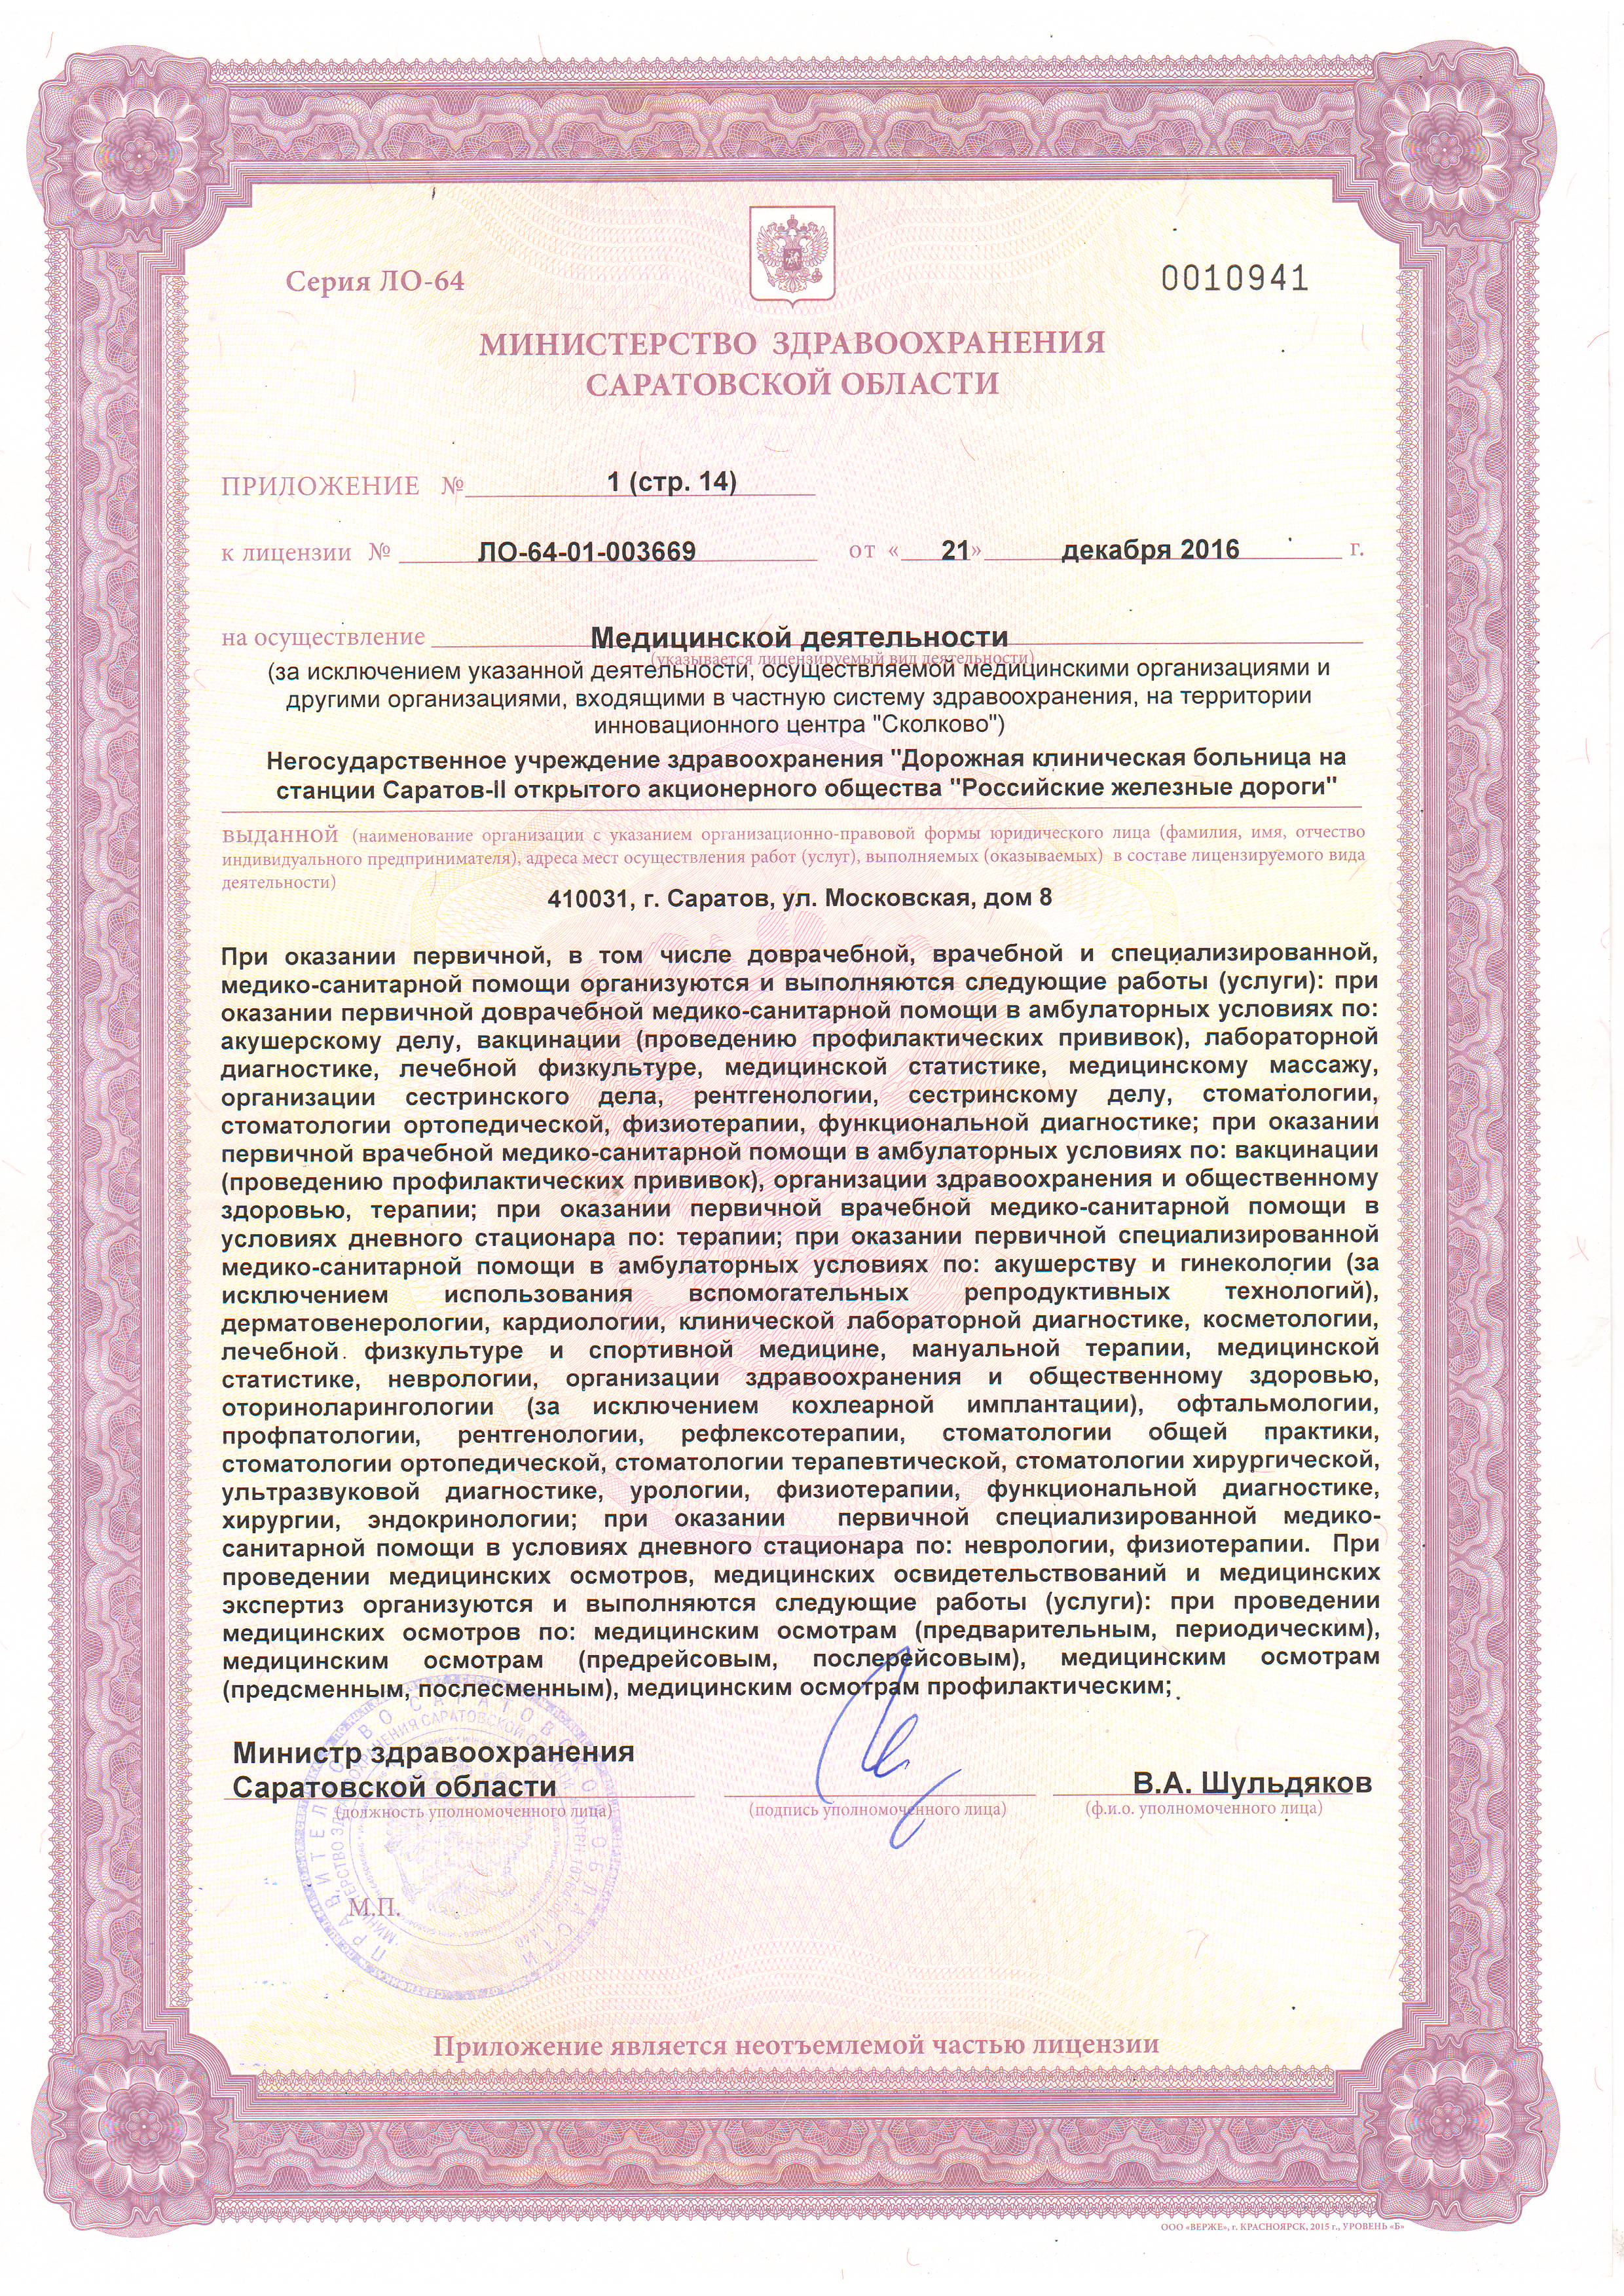 Серия ЛО-64
0010941
МИНИСТЕРСТВО ЗДРАВООХРАНЕНИЯ
САРАТОВСКОЙ ОБЛАСТИ
ПРИЛОЖЕНИЕ № 1 (стр. 14)
к лицензии № ЛО-64-01-003669 от « 21 » декабря 2016 г.
на осуществление Медицинской деятельности
(указывается лицензируемый вид деятельности)
(за исключением указанной деятельности, осуществляемой медицинскими организациями и
другими организациями, входящими в частную систему здравоохранения, на территории
инновационного центра "Сколково")
Негосударственное учреждение здравоохранения "Дорожная клиническая больница на
станции Саратов-II открытого акционерного общества "Российские железные дороги"
выданной (наименование организации с указанием организационно-правовой формы юридического лица (фамилия, имя, отчество
индивидуального предпринимателя), адреса мест осуществления работ (услуг), выполняемых (оказываемых) в составе лицензируемого вида
деятельности)
410031, г. Саратов, ул. Московская, дом 8
При оказании первичной, в том числе доврачебной, врачебной и специализированной,
медико-санитарной помощи организуются и выполняются следующие работы (услуги): при
оказании первичной доврачебной медико-санитарной помощи в амбулаторных условиях по:
акушерскому делу, вакцинации (проведению профилактических прививок), лабораторной
диагностике, лечебной физкультуре, медицинской статистике, медицинскому массажу,
организации сестринского дела, рентгенологии, сестринскому делу, стоматологии,
стоматологии ортопедической, физиотерапии, функциональной диагностике; при оказании
первичной врачебной медико-санитарной помощи в амбулаторных условиях по: вакцинации
(проведению профилактических прививок), организации здравоохранения и общественному
здоровью, терапии; при оказании первичной врачебной медико-санитарной помощи в
условиях дневного стационара по: терапии; при оказании первичной специализированной
медико-санитарной помощи в амбулаторных условиях по: акушерству и гинекологии (за
исключением использования вспомогательных репродуктивных технологий),
дерматовенерологии, кардиологии, клинической лабораторной диагностике, косметологии,
лечебной физкультуре и спортивной медицине, мануальной терапии, медицинской
статистике, неврологии, организации здравоохранения и общественному здоровью,
оториноларингологии (за исключением кохлеарной имплантации), офтальмологии,
профпатологии, рентгенологии, рефлексотерапии, стоматологии общей практики,
стоматологии ортопедической, стоматологии терапевтической, стоматологии хирургической,
ультразвуковой диагностике, урологии, физиотерапии, функциональной диагностике,
хирургии, эндокринологии; при оказании первичной специализированной медико-
санитарной помощи в условиях дневного стационара по: неврологии, физиотерапии. При
проведении медицинских осмотров, медицинских освидетельствований и медицинских
экспертиз организуются и выполняются следующие работы (услуги): при проведении
медицинских осмотров по: медицинским осмотрам (предварительным, периодическим),
медицинским осмотрам (предрейсовым, послерейсовым), медицинским осмотрам
(предсменным, послесменным), медицинским осмотрам профилактическим;
Министр здравоохранения
Саратовской области
В.А. Шульдяков
(должность уполномоченного лица)
(подпись уполномоченного лица)
(ф.и.о. уполномоченного лица)
ПРАВИТЕЛЬСТВО САРАТОВСКОЙ ОБЛАСТИ
МИНИСТЕРСТВО ЗДРАВООХРАНЕНИЯ САРАТОВСКОЙ ОБЛАСТИ
М.П.
Приложение является неотъемлемой частью лицензии
ООО «ВЕРЖЕ», г. КРАСНОЯРСК, 2015 г., УРОВЕНЬ «Б»